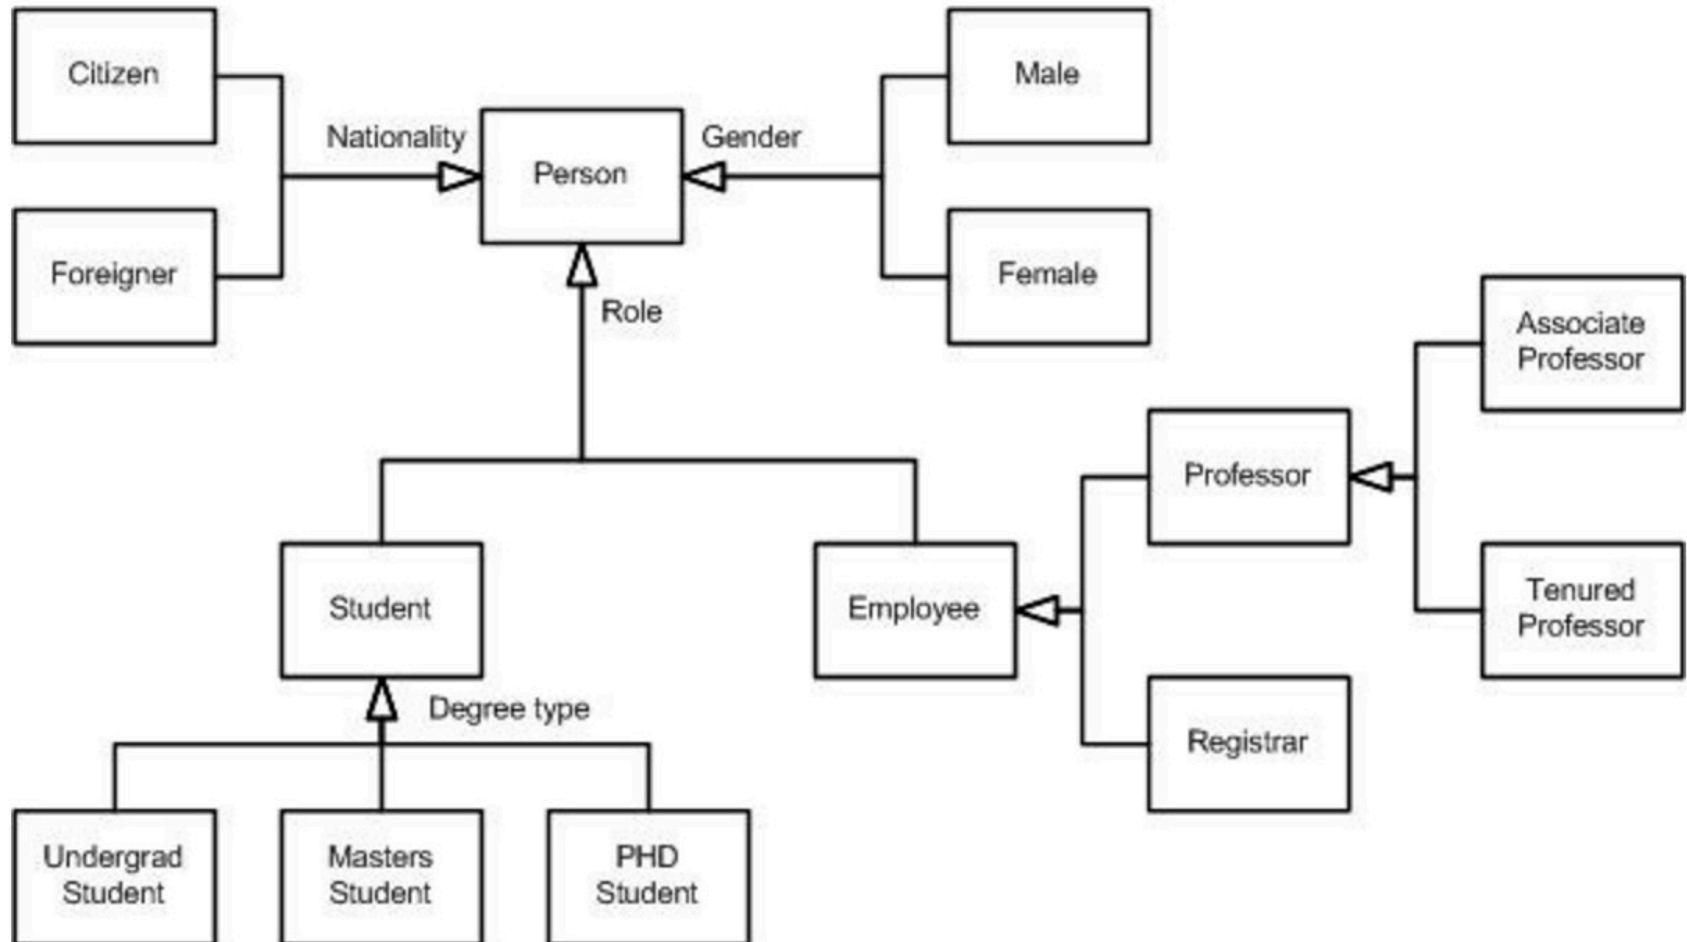 Citizen
Male
Nationality
Gender
Person
Foreigner
Female
Role
Associate
Professor
Professor
Student
Employee
Tenured
Professor
Degree type
Registrar
Undergrad
Student
Masters
Student
PHD
Student